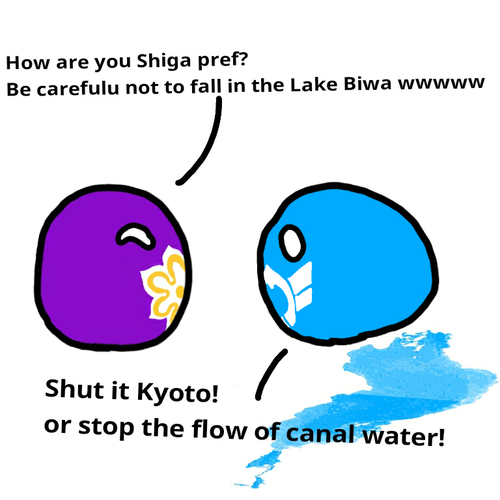 How are you Shiga pref?
Be carefulu not to fall in the Lake Biwa wwwww
Shut it Kyoto!
or stop the flow of canal water!